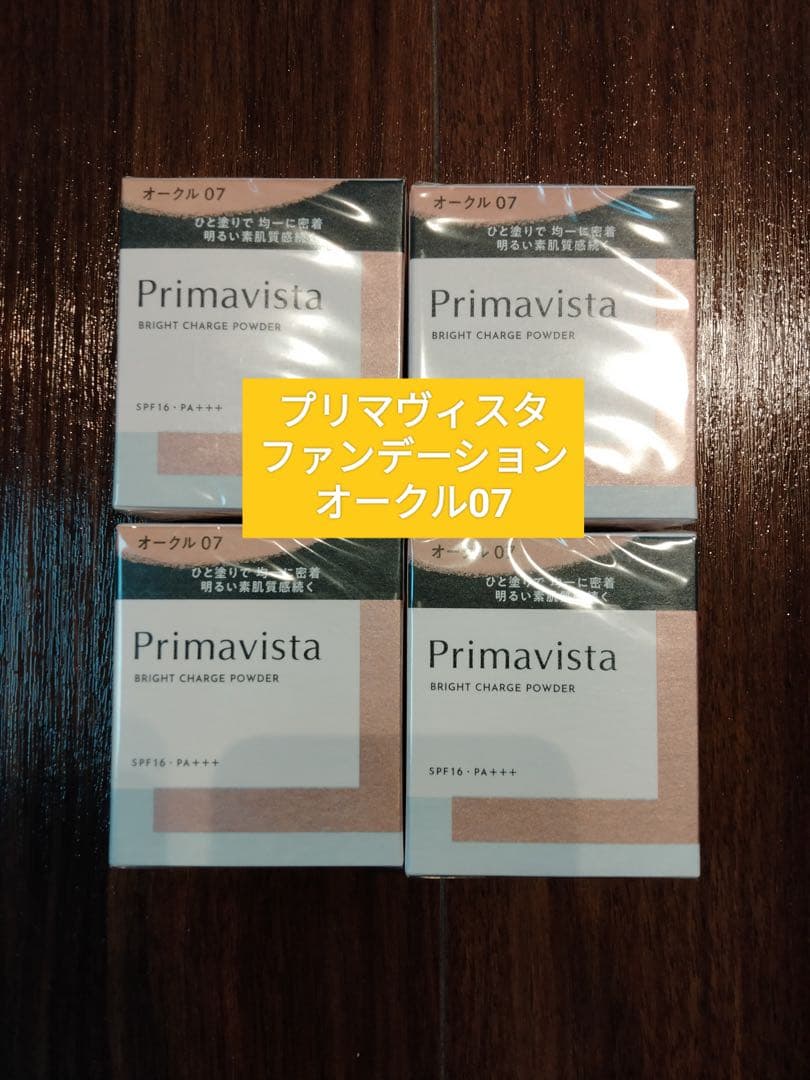 オークル 07
ひと塗りで 均一に密着
明るい素肌質感続く
Primavista
BRIGHT CHARGE POWDER
SPF16・PA+++
オークル 07
ひと塗りで 均一に密着
明るい素肌質感続く
Primavista
BRIGHT CHARGE POWDER
プリマヴィスタ
ファンデーション
オークル07
オークル 07
ひと塗りで 均一に密着
明るい素肌質感続く
Primavista
BRIGHT CHARGE POWDER
SPF16・PA+++
オークル 07
ひと塗りで 均一に密着
明るい素肌質感続く
Primavista
BRIGHT CHARGE POWDER
SPF16・PA+++